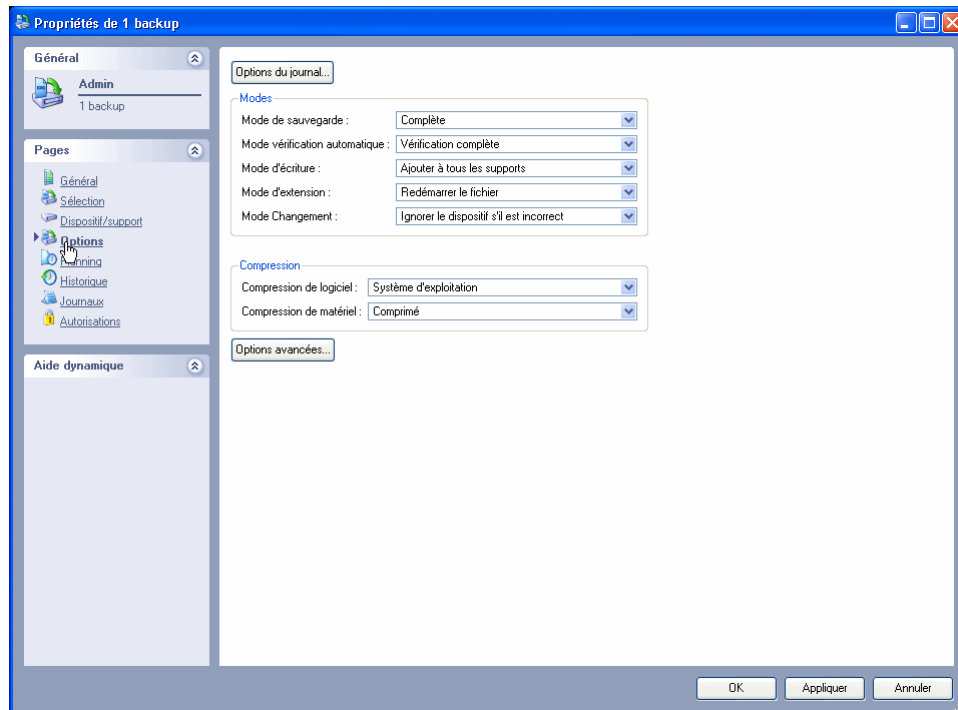 Propriétés de 1 backup
Général
Admin
1 backup
Pages
Général
Sélection
Dispositif/support
Options
Planning
Historique
Journaux
Autorisations
Aide dynamique
Options du journal...
Modes
Mode de sauvegarde : Complète
Mode vérification automatique : Vérification complète
Mode d'écriture : Ajouter à tous les supports
Mode d'extension : Redémarrer le fichier
Mode Changement : Ignorer le dispositif s'il est incorrect
Compression
Compression de logiciel : Système d'exploitation
Compression de matériel : Comprimé
Options avancées...
OK Appliquer Annuler